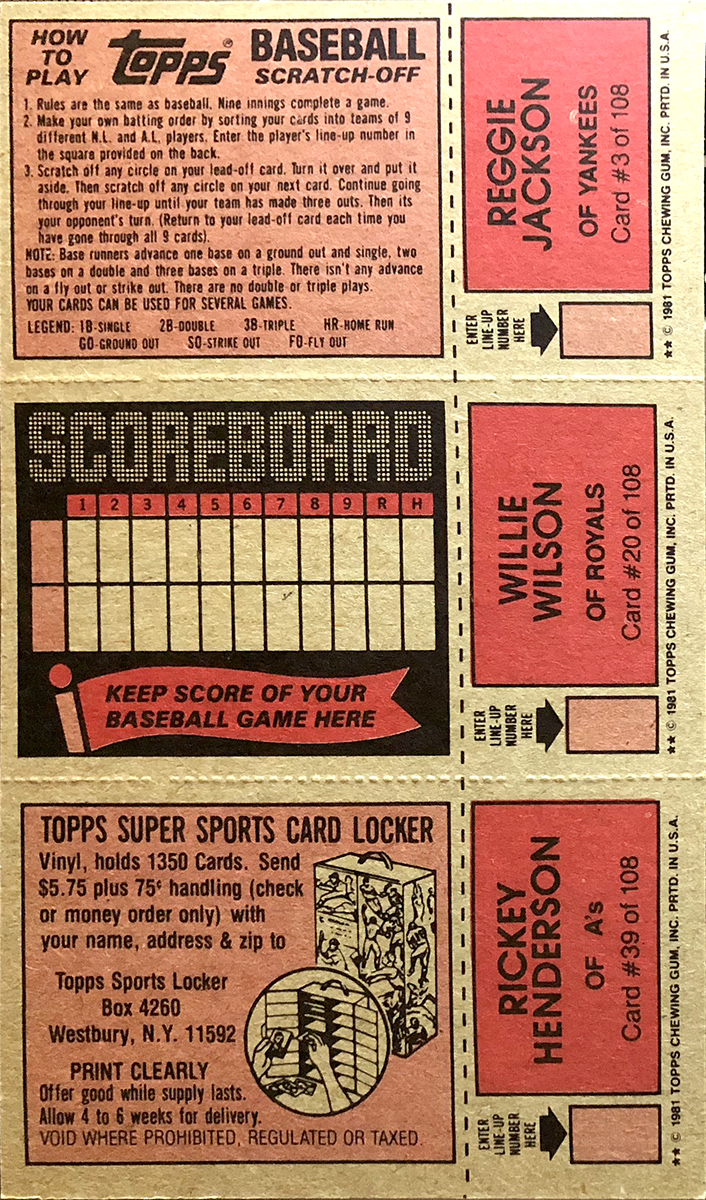 HOW
TO
PLAY
topps® BASEBALL
SCRATCH-OFF
1. Rules are the same as baseball. Nine innings complete a game.
2. Make your own batting order by sorting your cards into teams of 9
different N.L. and A.L. players. Enter the player's line-up number in
the square provided on the back.
3. Scratch off any circle on your lead-off card. Turn it over and put it
aside. Then scratch off any circle on your next card. Continue going
through your line-up until your team has made three outs. Then its
your opponent's turn. (Return to your lead-off card each time you
have gone through all 9 cards).
NOTE: Base runners advance one base on a ground out and single, two
bases on a double and three bases on a triple. There isn't any advance
on a fly out or strike out. There are no double or triple plays.
YOUR CARDS CAN BE USED FOR SEVERAL GAMES.
LEGEND: 1B-SINGLE 2B-DOUBLE 3B-TRIPLE HR-HOME RUN
GO-GROUND OUT SO-STRIKE OUT FO-FLY OUT
REGGIE
JACKSON
OF YANKEES
Card #3 of 108
ENTER
LINE-UP
NUMBER
HERE
★★ © 1981 TOPPS CHEWING GUM, INC. PRTD. IN U.S.A.
SCOREBOARD
1 2 3 4 5 6 7 8 9 R H
KEEP SCORE OF YOUR
BASEBALL GAME HERE
WILLIE
WILSON
OF ROYALS
Card #20 of 108
ENTER
LINE-UP
NUMBER
HERE
★★ © 1981 TOPPS CHEWING GUM, INC. PRTD. IN U.S.A.
TOPPS SUPER SPORTS CARD LOCKER
Vinyl, holds 1350 Cards. Send
$5.75 plus 75¢ handling (check
or money order only) with
your name, address & zip to
Topps Sports Locker
Box 4260
Westbury, N.Y. 11592
PRINT CLEARLY
Offer good while supply lasts.
Allow 4 to 6 weeks for delivery.
VOID WHERE PROHIBITED, REGULATED OR TAXED.
RICKEY
HENDERSON
OF A's
Card #39 of 108
ENTER
LINE-UP
NUMBER
HERE
★★ © 1981 TOPPS CHEWING GUM, INC. PRTD. IN U.S.A.